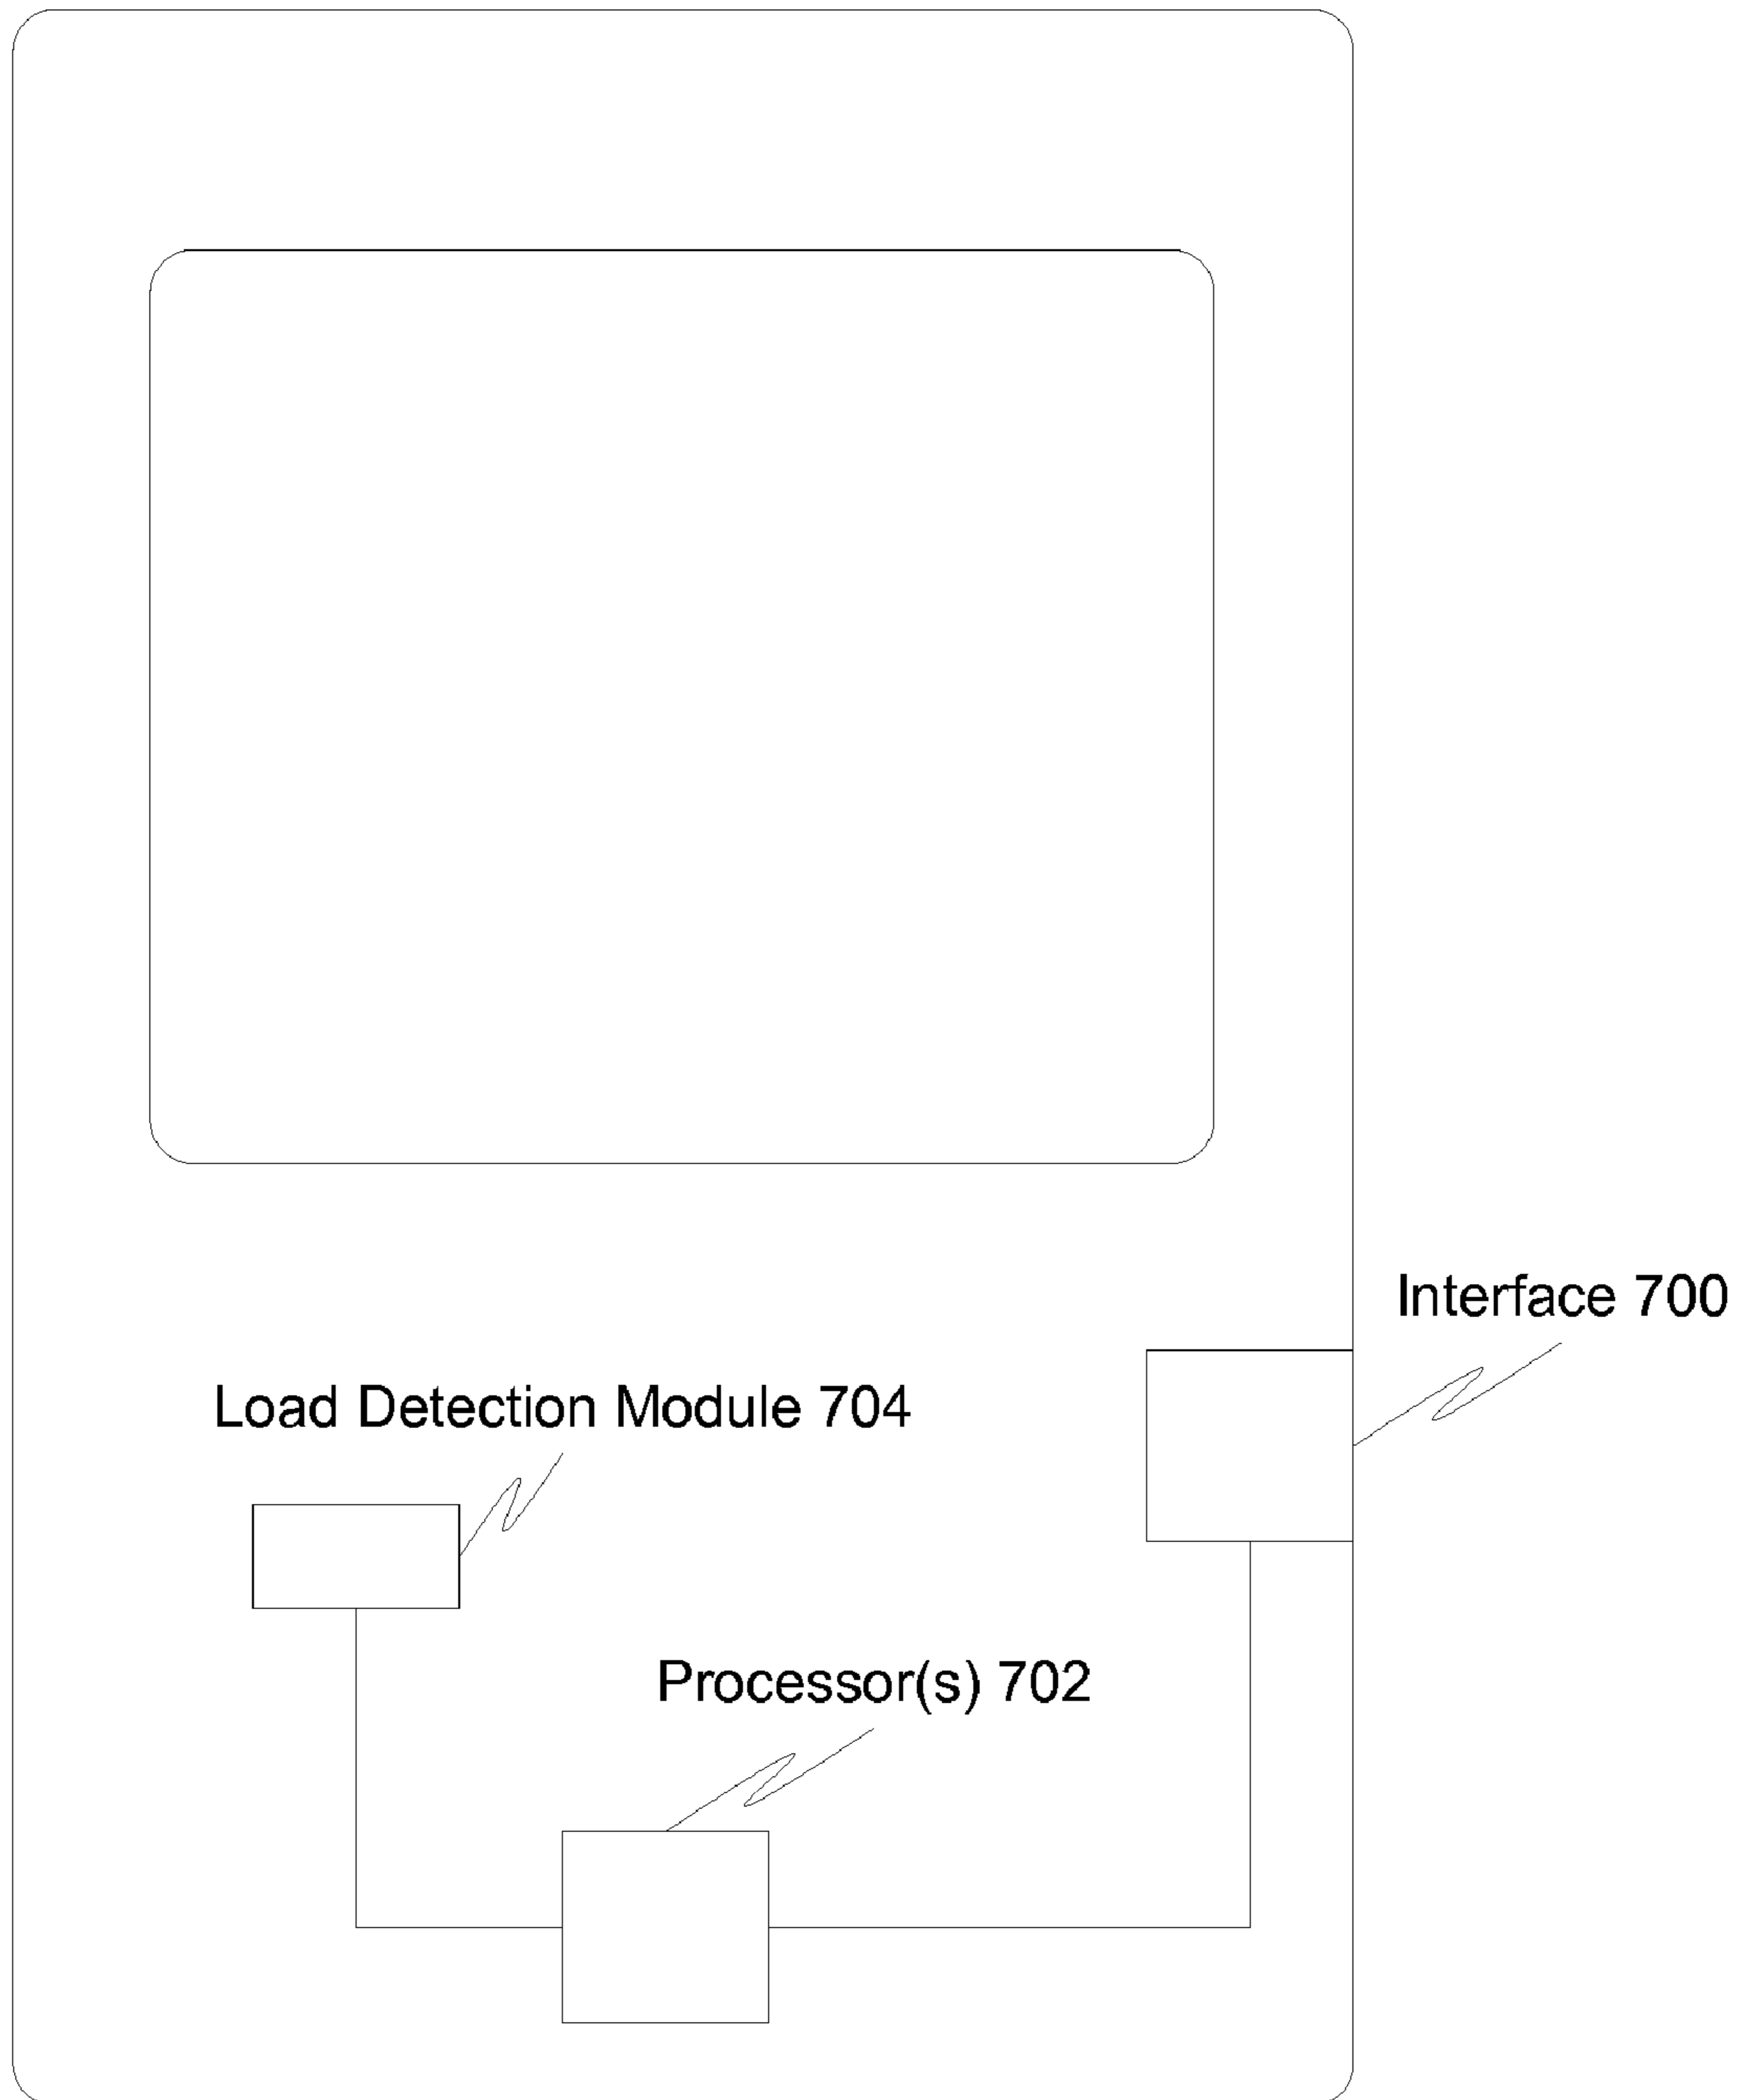 Interface 700
Load Detection Module 704
Processor(s) 702